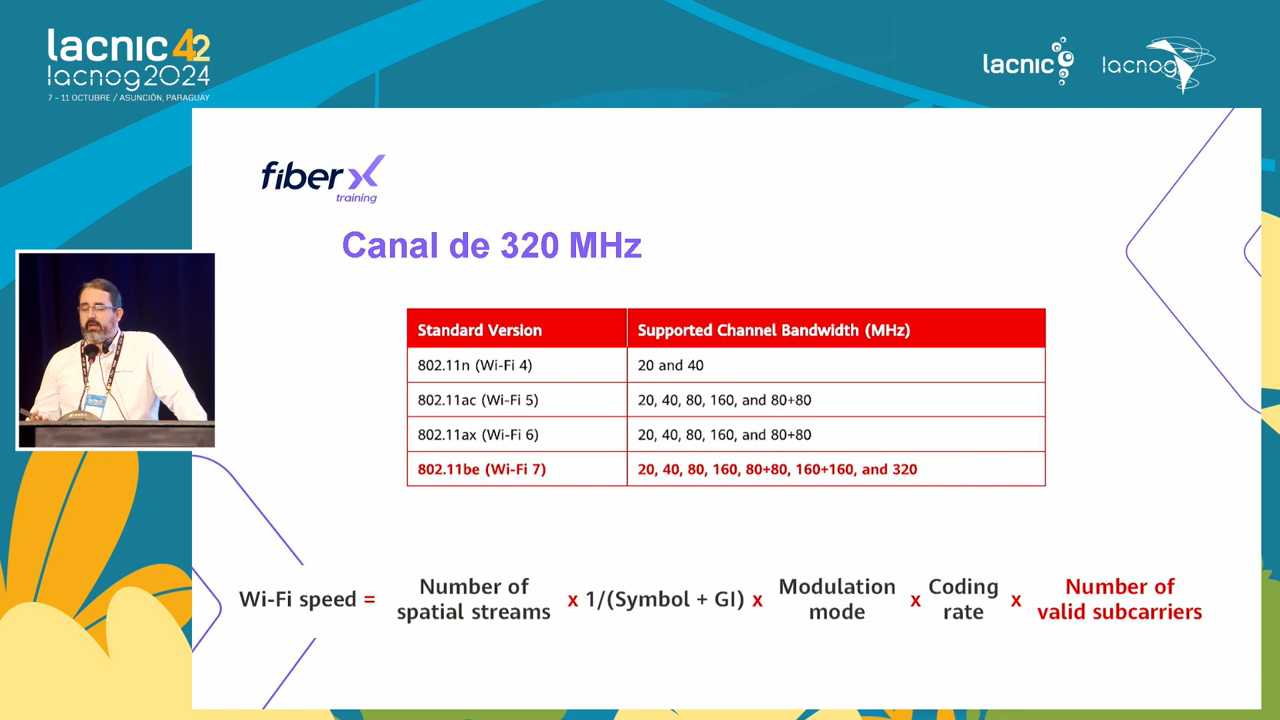 lacnic 42
lacnog2024
7 – 11 OCTUBRE / ASUNCIÓN, PARAGUAY
lacnic
lacnog
fiberx
training
Canal de 320 MHz
Standard Version Supported Channel Bandwidth (MHz)
802.11n (Wi-Fi 4) 20 and 40
802.11ac (Wi-Fi 5) 20, 40, 80, 160, and 80+80
802.11ax (Wi-Fi 6) 20, 40, 80, 160, and 80+80
802.11be (Wi-Fi 7) 20, 40, 80, 160, 80+80, 160+160, and 320
Wi-Fi speed = Number of spatial streams x 1/(Symbol + GI) x Modulation mode x Coding rate x Number of valid subcarriers